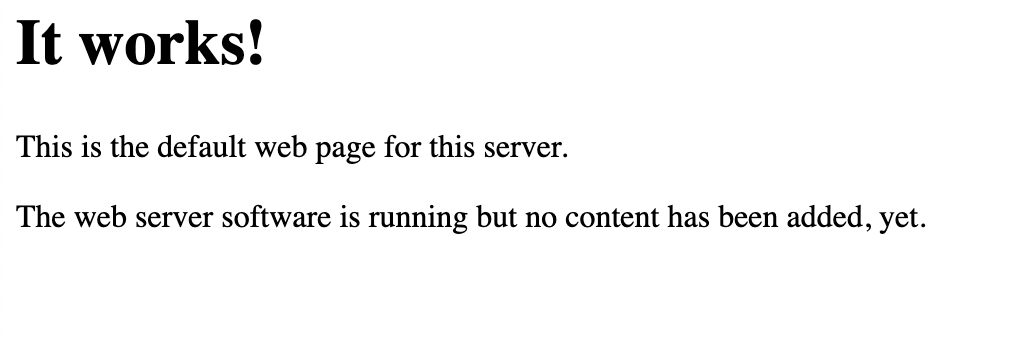 It works!
This is the default web page for this server.
The web server software is running but no content has been added, yet.